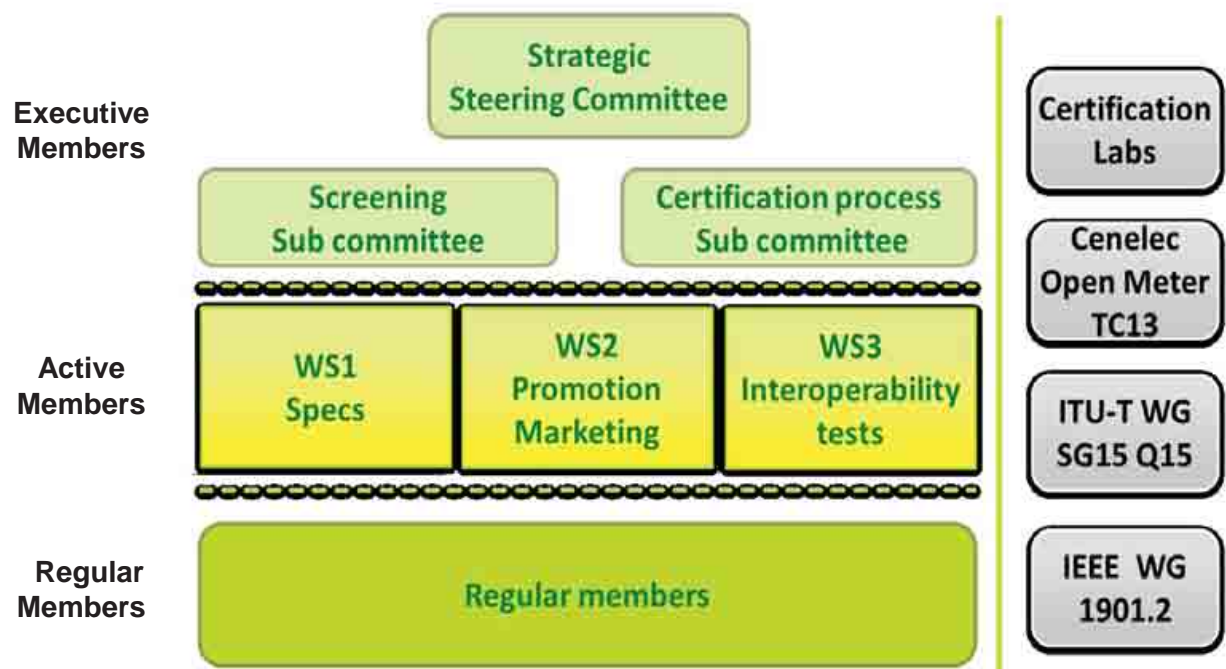 Executive
Members
Strategic
Steering Committee
Screening
Sub committee
Certification process
Sub committee
Active
Members
WS1
Specs
WS2
Promotion
Marketing
WS3
Interoperability
tests
Regular
Members
Regular members
Certification
Labs
Cenelec
Open Meter
TC13
ITU-T WG
SG15 Q15
IEEE WG
1901.2